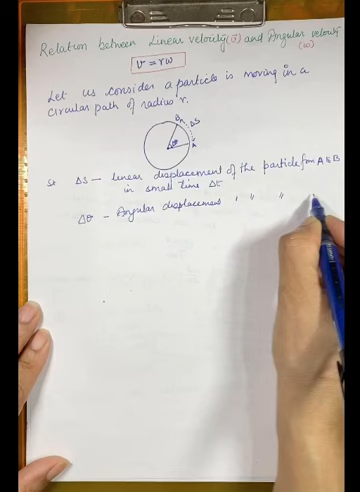 Relation between Linear velocity (v⃗) and Angular velocity (ω)
v = rω
Let us consider a particle is moving in a
circular path of radius r.
B
ΔS
r
Δθ
A
ΔS — linear displacement of the particle from A to B
in small time Δt
Δθ - Angular displacement " " "